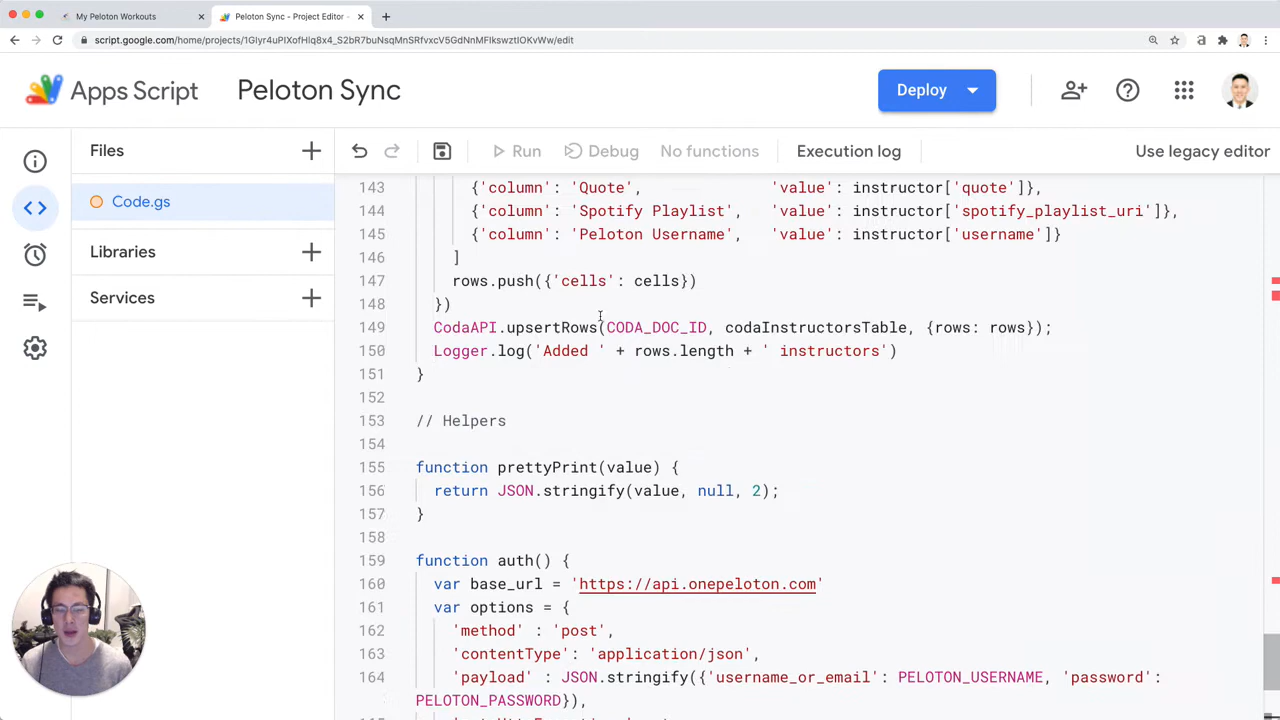 My Peloton Workouts
Peloton Sync - Project Editor -
script.google.com/home/projects/1GIyr4uPIXofHlq8x4_S2bR7buNsqMnSRfvxcV5GdNnMFIkswztIOKvWw/edit
Apps Script
Peloton Sync
Deploy
Files
Run
Debug
No functions
Execution log
Use legacy editor
Code.gs
Libraries
Services
143 {'column': 'Quote', 'value': instructor['quote']},
144 {'column': 'Spotify Playlist', 'value': instructor['spotify_playlist_uri']},
145 {'column': 'Peloton Username', 'value': instructor['username']}
146 ]
147 rows.push({'cells': cells})
148 })
149 CodaAPI.upsertRows(CODA_DOC_ID, codaInstructorsTable, {rows: rows});
150 Logger.log('Added ' + rows.length + ' instructors')
151 }
152
153 // Helpers
154
155 function prettyPrint(value) {
156 return JSON.stringify(value, null, 2);
157 }
158
159 function auth() {
160 var base_url = 'https://api.onepeloton.com'
161 var options = {
162 'method' : 'post',
163 'contentType': 'application/json',
164 'payload' : JSON.stringify({'username_or_email': PELOTON_USERNAME, 'password':
PELOTON_PASSWORD}),